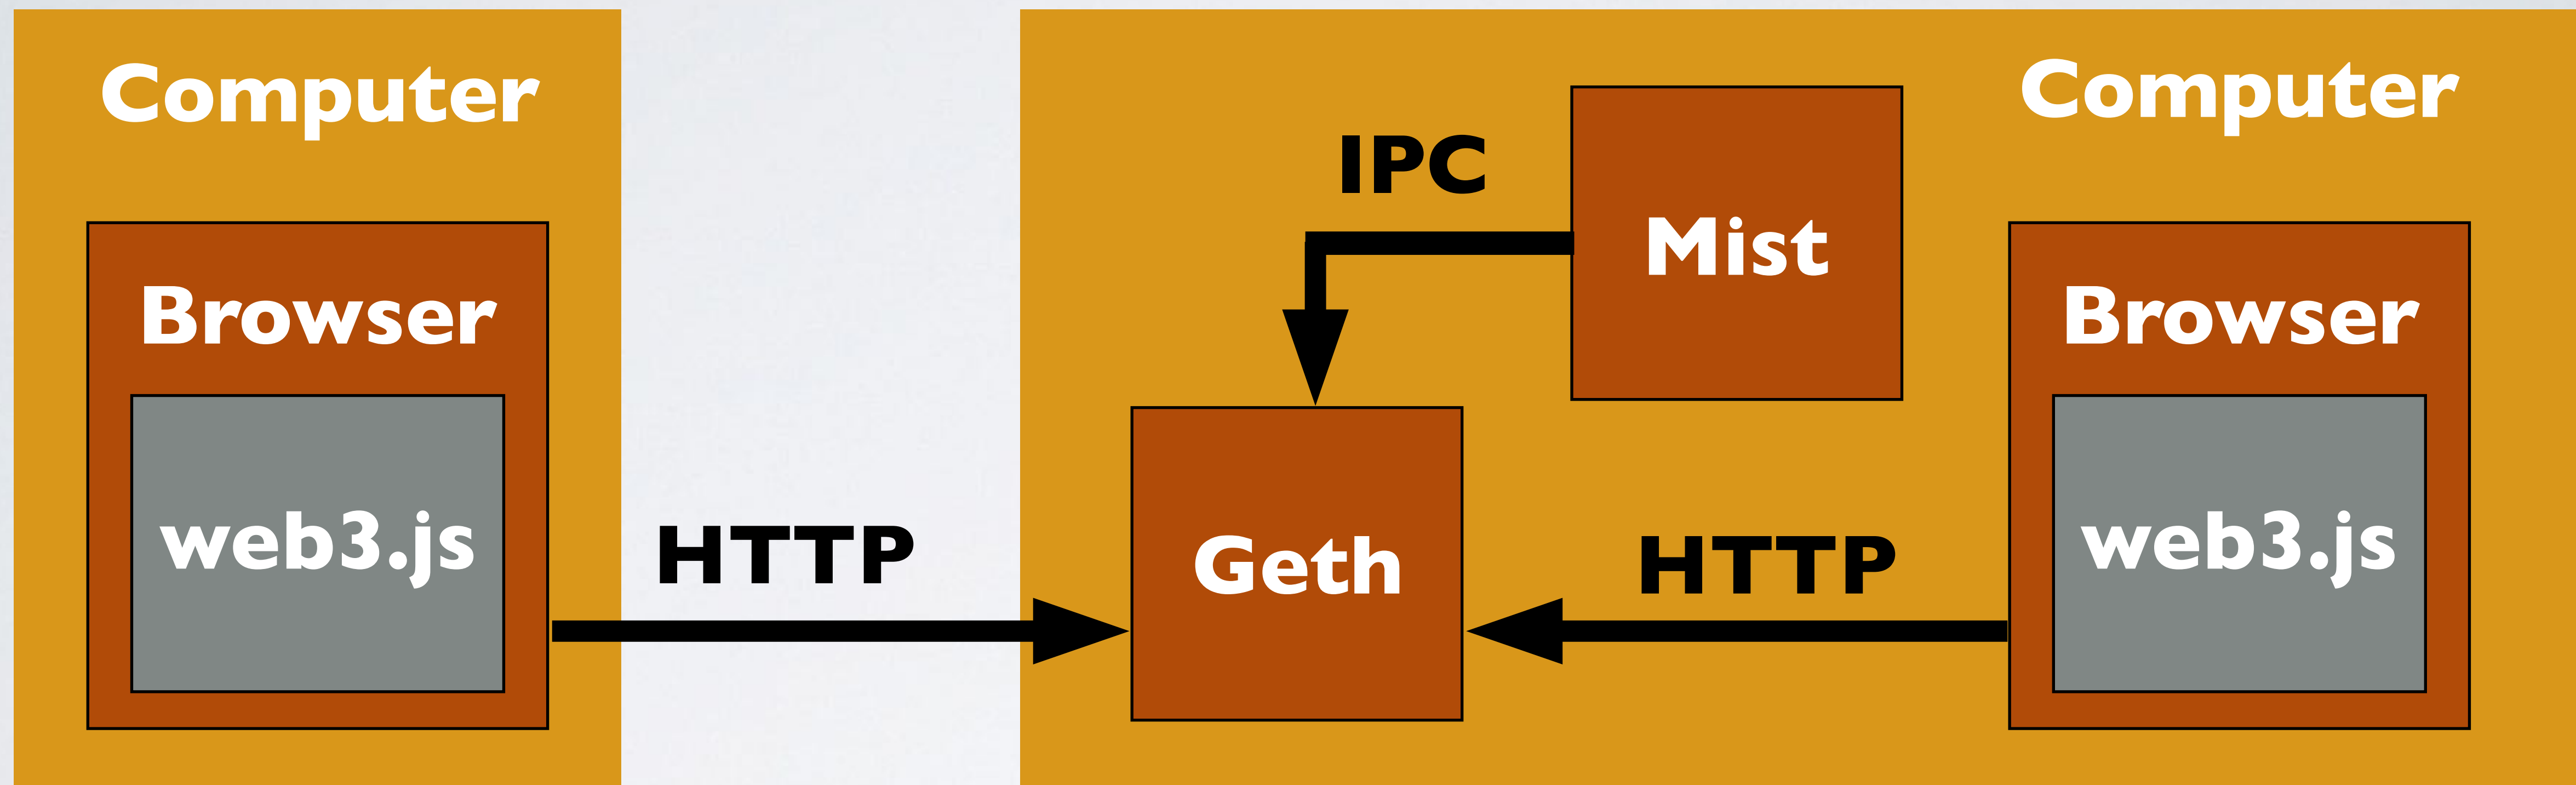 Computer
Browser
web3.js
HTTP
Computer
IPC
Mist
Geth
HTTP
Browser
web3.js